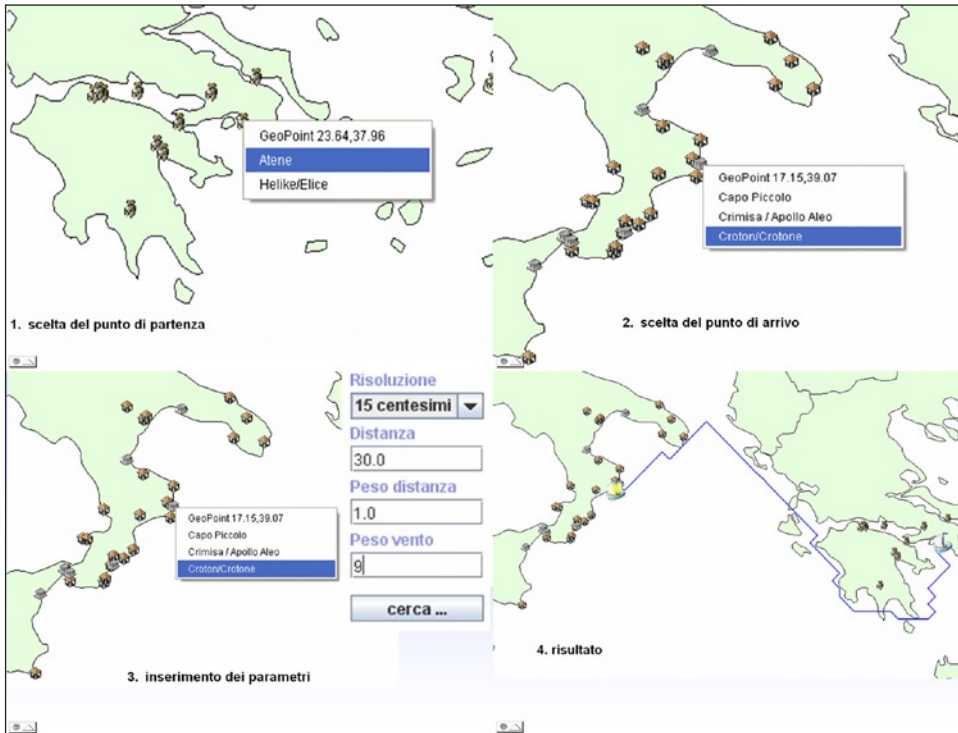 GeoPoint 23.64,37.96
Atene
Helike/Elice
1. scelta del punto di partenza
GeoPoint 17.15,39.07
Capo Piccolo
Crimisa / Apollo Aleo
Croton/Crotone
2. scelta del punto di arrivo
GeoPoint 17.15,39.07
Capo Piccolo
Crimisa / Apollo Aleo
Croton/Crotone
Risoluzione
15 centesimi
Distanza
30.0
Peso distanza
1.0
Peso vento
9
cerca ...
3. inserimento dei parametri
4. risultato